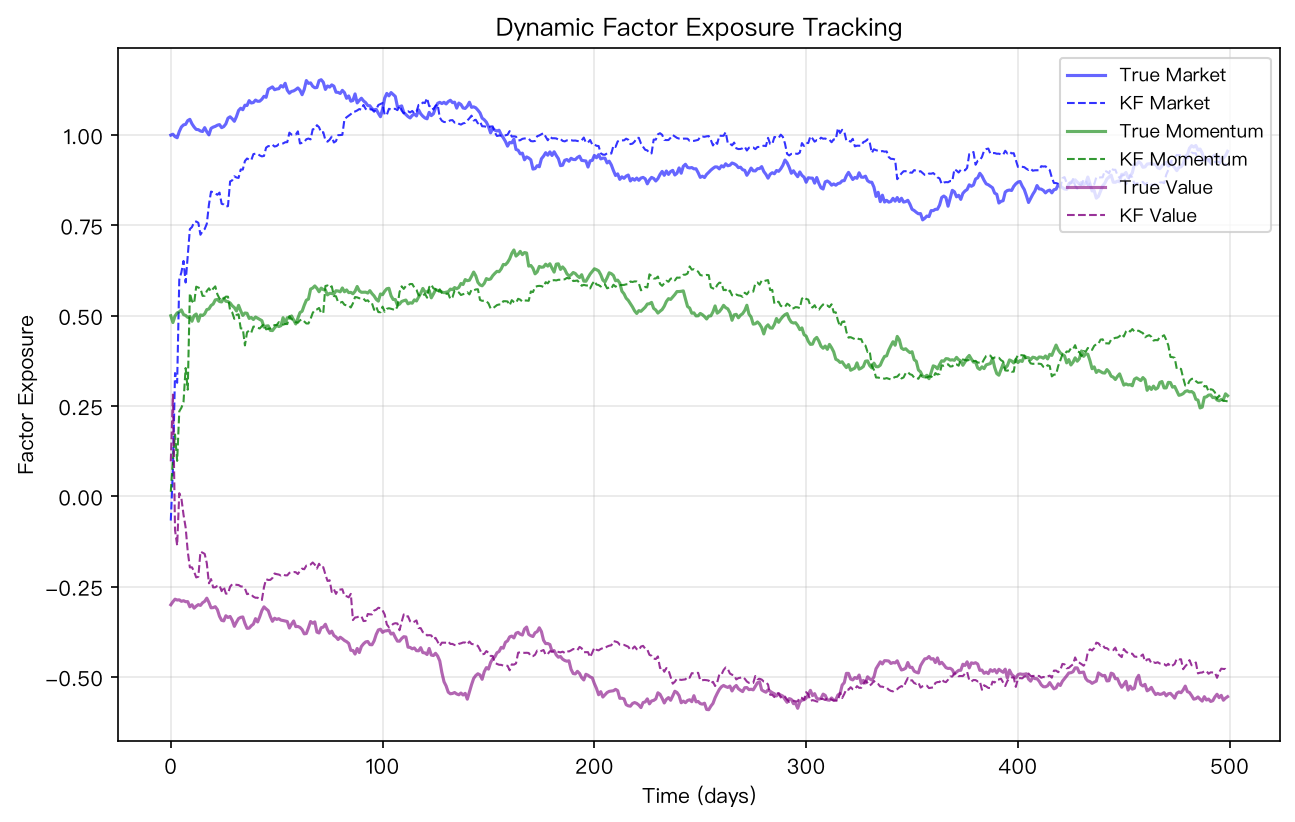 Dynamic Factor Exposure Tracking
True Market
KF Market
True Momentum
KF Momentum
True Value
KF Value
Factor Exposure
1.00
0.75
0.50
0.25
0.00
−0.25
−0.50
0
100
200
300
400
500
Time (days)